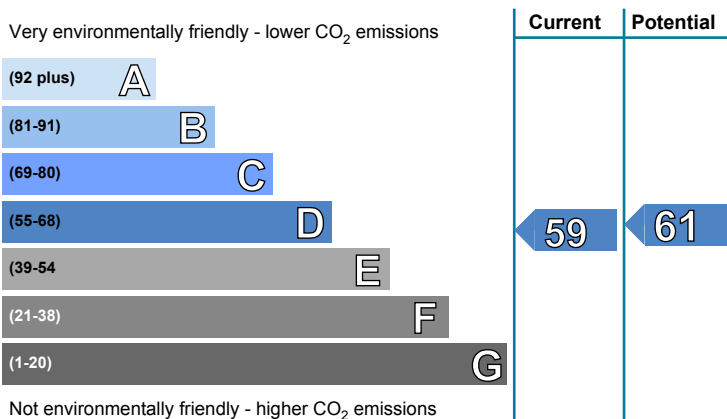 Current Potential
Very environmentally friendly - lower CO2 emissions
(92 plus) A
(81-91) B
(69-80) C
(55-68) D
59 61
(39-54 E
(21-38) F
(1-20) G
Not environmentally friendly - higher CO2 emissions